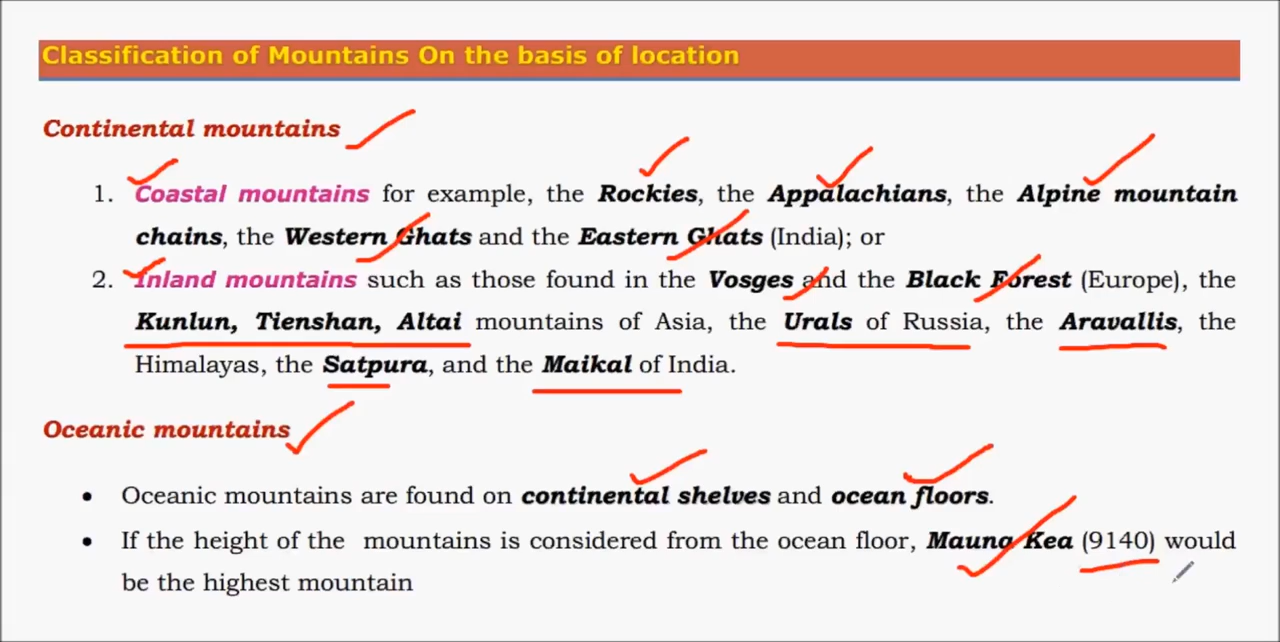 Classification of Mountains On the basis of location
Continental mountains
1. Coastal mountains for example, the Rockies, the Appalachians, the Alpine mountain
chains, the Western Ghats and the Eastern Ghats (India); or
2. Inland mountains such as those found in the Vosges and the Black Forest (Europe), the
Kunlun, Tienshan, Altai mountains of Asia, the Urals of Russia, the Aravallis, the
Himalayas, the Satpura, and the Maikal of India.
Oceanic mountains
• Oceanic mountains are found on continental shelves and ocean floors.
• If the height of the mountains is considered from the ocean floor, Mauna Kea (9140) would
be the highest mountain